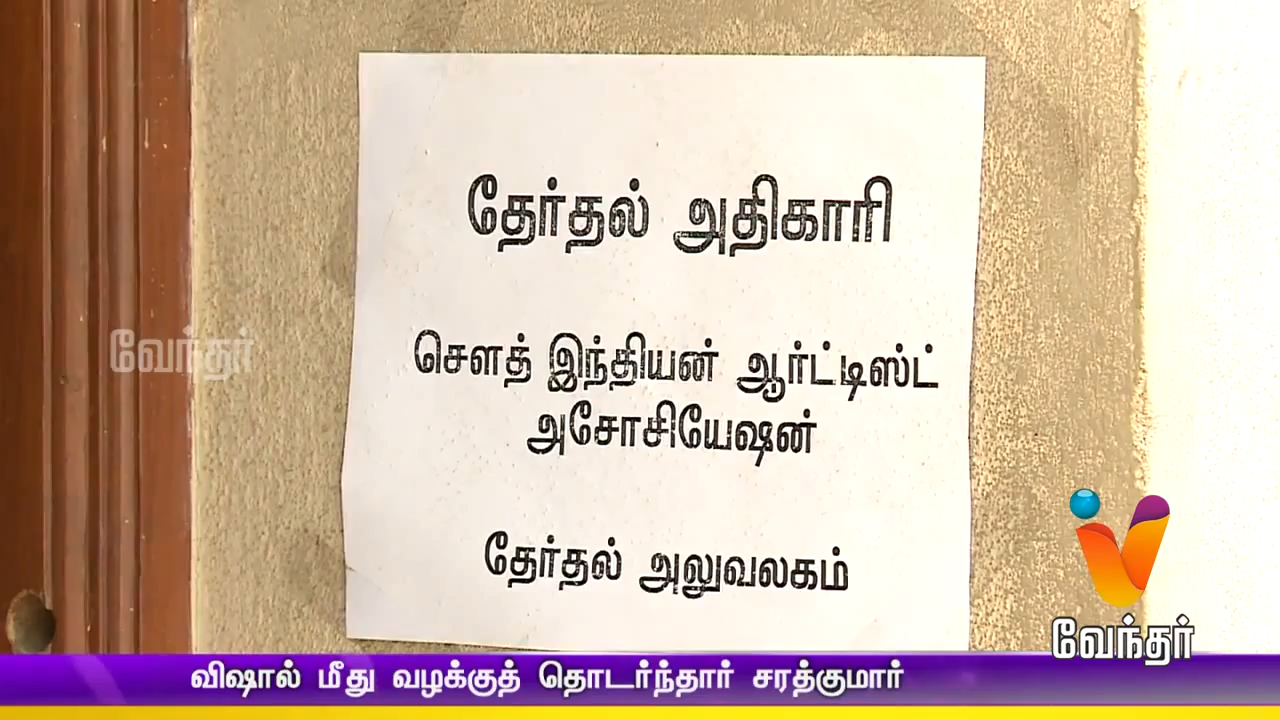 தேர்தல் அதிகாரி
சௌத் இந்தியன் ஆர்ட்டிஸ்ட்
அசோசியேஷன்
தேர்தல் அலுவலகம்
வேந்தர்
வேந்தர்
விஷால் மீது வழக்குத் தொடர்ந்தார் சரத்குமார்